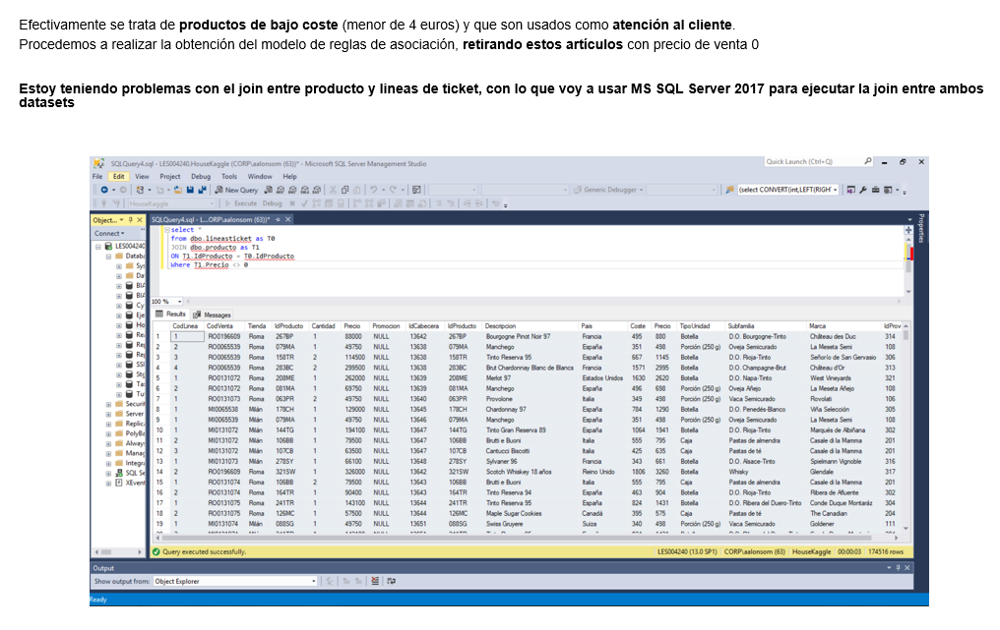 Efectivamente se trata de productos de bajo coste (menor de 4 euros) y que son usados como atención al cliente.
Procedemos a realizar la obtención del modelo de reglas de asociación, retirando estos artículos con precio de venta 0
Estoy teniendo problemas con el join entre producto y lineas de ticket, con lo que voy a usar MS SQL Server 2017 para ejecutar la join entre ambos
datasets
SQLQuery4.sql - LES004240.HouseKaggle (CORP\aalonsom (63))* - Microsoft SQL Server Management Studio
Quick Launch (Ctrl+Q)
File Edit View Project Debug Tools Window Help
New Query Generic Debugger (select CONVERT(int,LEFT(RIGH
HouseKaggle Execute Debug
Object... SQLQuery4.sql - L...ORP\aalonsom (63))* Properties
Connect
LES004240
Datab
Sys
Da
BIA
BIA
Cy
Eje
Ho
Re
Re
Re
SSI
Stg
Ta
Tu
Securit
Server
Replic
PolyBa
Alway
Manag
Integra
SQL Se
XEvent
select *
from dbo.lineasticket as T0
JOIN dbo.producto as T1
ON T1.IdProducto = T0.IdProducto
Where T1.Precio <> 0
100 %
Results Messages
CodLinea CodVenta Tienda IdProducto Cantidad Precio Promocion IdCabecera IdProducto Descripcion Pais Coste Precio TipoUnidad Subfamilia Marca IdProv
1 1 RO0196609 Roma 267BP 1 88000 NULL 13642 267BP Bourgogne Pinot Noir 97 Francia 495 880 Botella D.O. Bourgogne-Tinto Château des Duc 314
2 2 RO0065539 Roma 079MA 1 49750 NULL 13638 079MA Manchego España 351 498 Porción (250 g) Oveja Semicurado La Meseta Semi 108
3 3 RO0065539 Roma 158TR 2 114500 NULL 13638 158TR Tinto Reserva 95 España 667 1145 Botella D.O. Rioja-Tinto Señorío de San Gervasio 306
4 4 RO0065539 Roma 283BC 2 299500 NULL 13638 283BC Brut Chardonnay Blanc de Blancs Francia 1571 2995 Botella D.O. Champagne-Brut Château d'Or 313
5 1 RO0131072 Roma 208ME 1 262000 NULL 13639 208ME Merlot 97 Estados Unidos 1630 2620 Botella D.O. Napa-Tinto West Vineyards 321
6 2 RO0131072 Roma 081MA 1 69750 NULL 13639 081MA Manchego España 496 698 Porción (250 g) Oveja Añejo La Meseta Añejo 108
7 1 RO0131073 Roma 063PR 2 49750 NULL 13640 063PR Provolone Italia 349 498 Porción (250 g) Vaca Semicurado Rovolati 106
8 1 MI0065538 Milán 178CH 1 129000 NULL 13645 178CH Chardonnay 97 España 784 1290 Botella D.O. Penedés-Blanco Viña Selección 305
9 1 MI0065539 Milán 079MA 1 49750 NULL 13646 079MA Manchego España 351 498 Porción (250 g) Oveja Semicurado La Meseta Semi 108
10 1 MI0131072 Milán 144TG 1 194100 NULL 13647 144TG Tinto Gran Reserva 89 España 1064 1941 Botella D.O. Rioja-Tinto Marqués de Albiñana 302
11 2 MI0131072 Milán 106BB 1 79500 NULL 13647 106BB Brutti e Buoni Italia 555 795 Caja Pastas de almendra Casale di la Mamma 201
12 3 MI0131072 Milán 107CB 1 63500 NULL 13647 107CB Cantucci Biscotti Italia 425 635 Caja Pastas de té Casale di la Mamma 201
13 1 MI0131073 Milán 278SY 1 66100 NULL 13648 278SY Sylvaner 96 Francia 343 661 Botella D.O. Alsace-Tinto Spielmann Vignoble 316
14 2 RO0196609 Roma 321SW 1 326000 NULL 13642 321SW Scotch Whiskey 18 años Reino Unido 1806 3260 Botella Whisky Glendale 317
15 1 RO0131074 Roma 106BB 2 79500 NULL 13643 106BB Brutti e Buoni Italia 555 795 Caja Pastas de almendra Casale di la Mamma 201
16 2 RO0131074 Roma 164TR 1 90400 NULL 13643 164TR Tinto Reserva 94 España 463 904 Botella D.O. Rioja-Tinto Ribera de Alfuente 302
17 1 RO0131075 Roma 241TR 1 143100 NULL 13644 241TR Tinto Reserva 95 España 824 1431 Botella D.O. Ribera del Duero-Tinto Conde Duque Montaráz 304
18 2 RO0131075 Roma 126MC 1 57500 NULL 13644 126MC Maple Sugar Cookies Canadá 395 575 Caja Pastas de té The Canadian 204
19 1 MI0131074 Milán 088SG 1 49750 NULL 13651 088SG Swiss Gruyere Suiza 340 498 Porción (250 g) Vaca Semicurado Goldener 111
Query executed successfully. LES004240 (13.0 SP1) CORP\aalonsom (63) HouseKaggle 00:00:03 174516 rows
Output
Show output from: Object Explorer
Ready